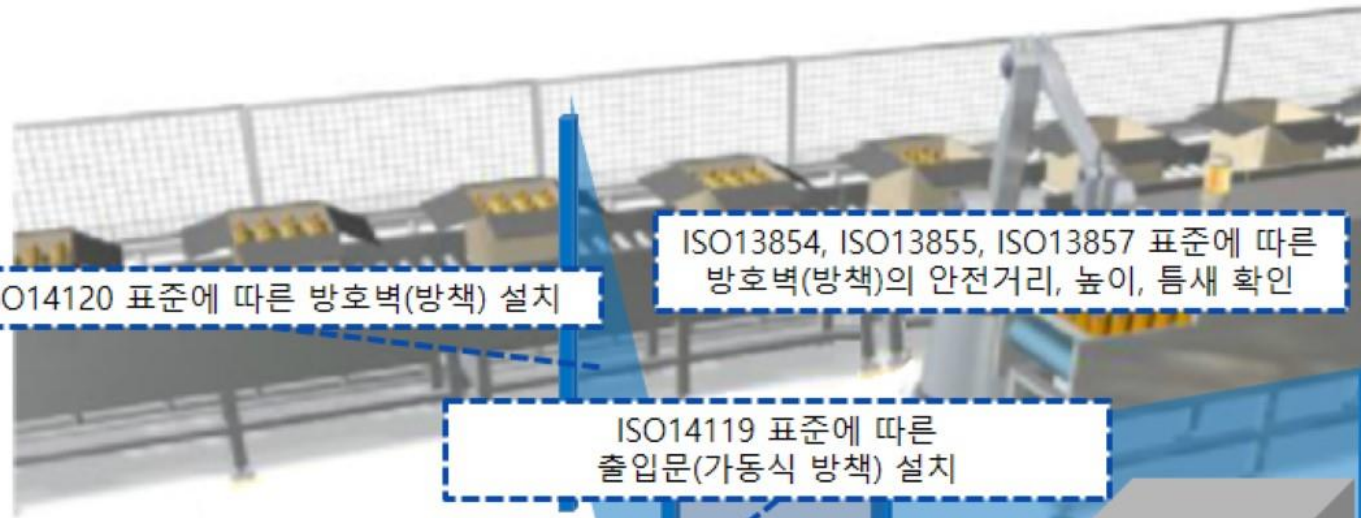 ISO13854, ISO13855, ISO13857 표준에 따른
방호벽(방책)의 안전거리, 높이, 틈새 확인
O14120 표준에 따른 방호벽(방책) 설치
ISO14119 표준에 따른
출입문(가동식 방책) 설치